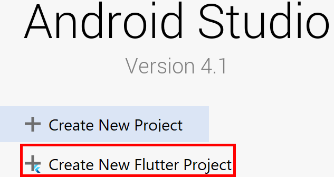 Android Studio
Version 4.1
Create New Project
Create New Flutter Project